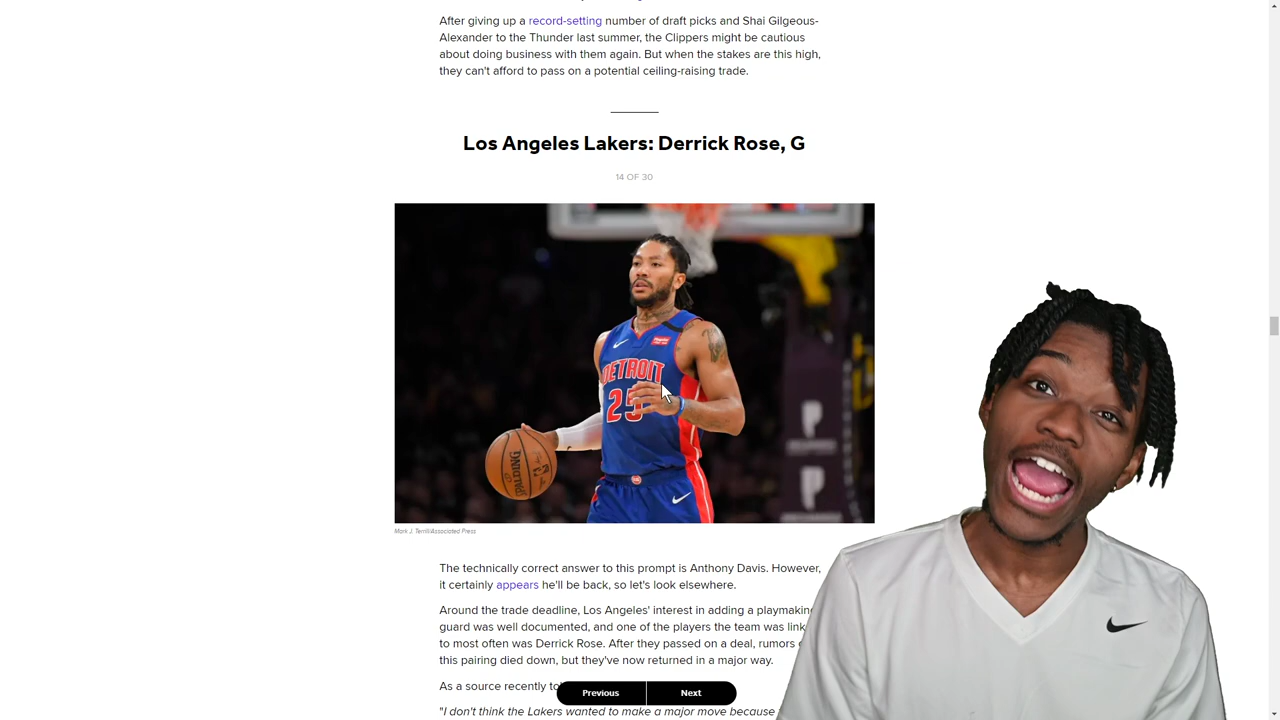 After giving up a record-setting number of draft picks and Shai Gilgeous-
Alexander to the Thunder last summer, the Clippers might be cautious
about doing business with them again. But when the stakes are this high,
they can't afford to pass on a potential ceiling-raising trade.
Los Angeles Lakers: Derrick Rose, G
14 OF 30
DETROIT
25
SPALDING
Mark J. Terrill/Associated Press
The technically correct answer to this prompt is Anthony Davis. However,
it certainly appears he'll be back, so let's look elsewhere.
Around the trade deadline, Los Angeles' interest in adding a playmaking
guard was well documented, and one of the players the team was
to most often was Derrick Rose. After they passed on a deal, rumors
this pairing died down, but they've now returned in a major way.
As a source recently
Previous
Next
"I don't think the Lakers wanted to make a major move because